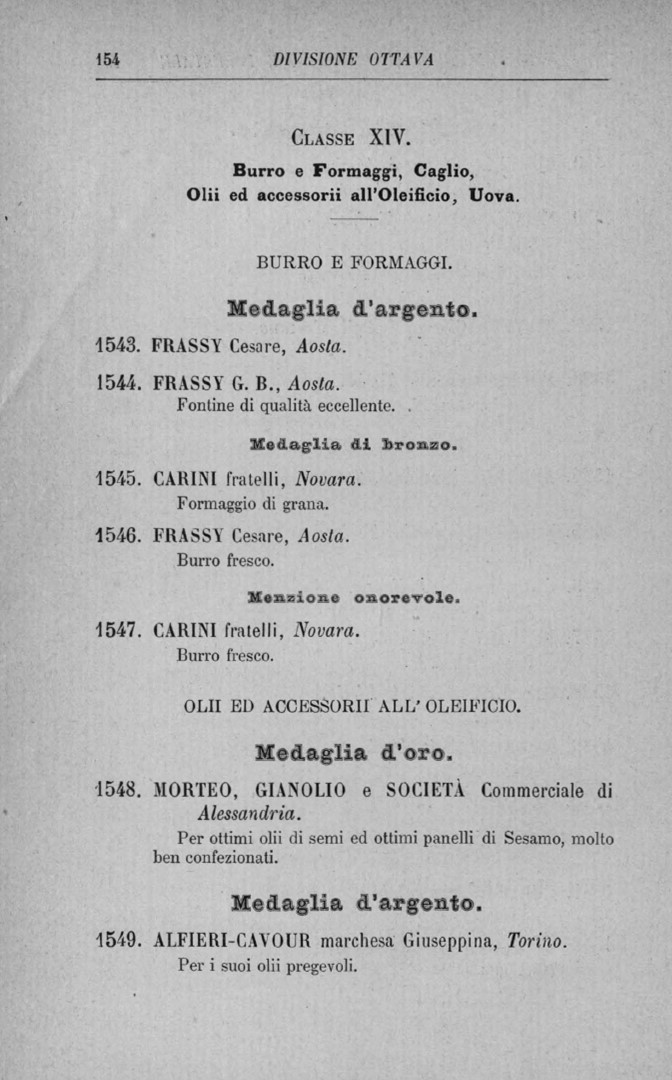 154 DIVISIONE OTTAVA
CLASSE XIV.
Burro e Formaggi, Caglio,
Olii ed accessorii all'Oleificio, Uova.
BURRO E FORMAGGI.
Medaglia d'argento.
1543. FRASSY Cesare, Aosta.
1544. FRASSY G. B., Aosta.
Fontine di qualità eccellente.
Medaglia di bronzo.
1545. CARINI fratelli, Novara.
Formaggio di grana.
1546. FRASSY Cesare, Aosta.
Burro fresco.
Menzione onorevole.
1547. CARINI fratelli, Novara.
Burro fresco.
OLII ED ACCESSORII ALL'OLEIFICIO.
Medaglia d'oro.
1548. MORTEO, GIANOLIO e SOCIETÀ Commerciale di
Alessandria.
Per ottimi olii di semi ed ottimi panelli di Sesamo, molto
ben confezionati.
Medaglia d'argento.
1549. ALFIERI-CAVOUR marchesa Giuseppina, Torino.
Per i suoi olii pregevoli.